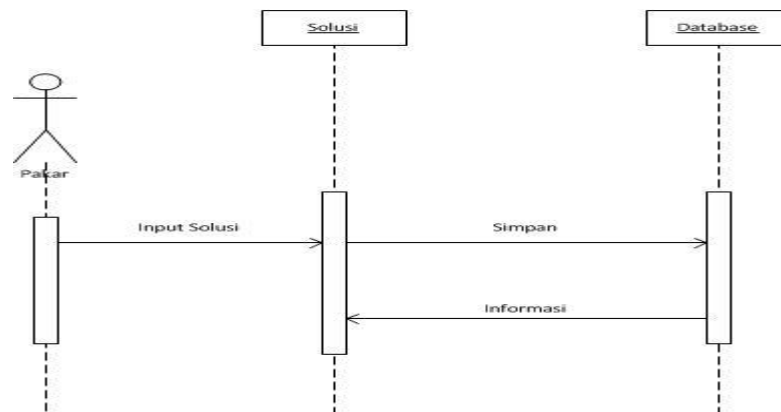 Solusi
Database
Pakar
Input Solusi
Simpan
Informasi